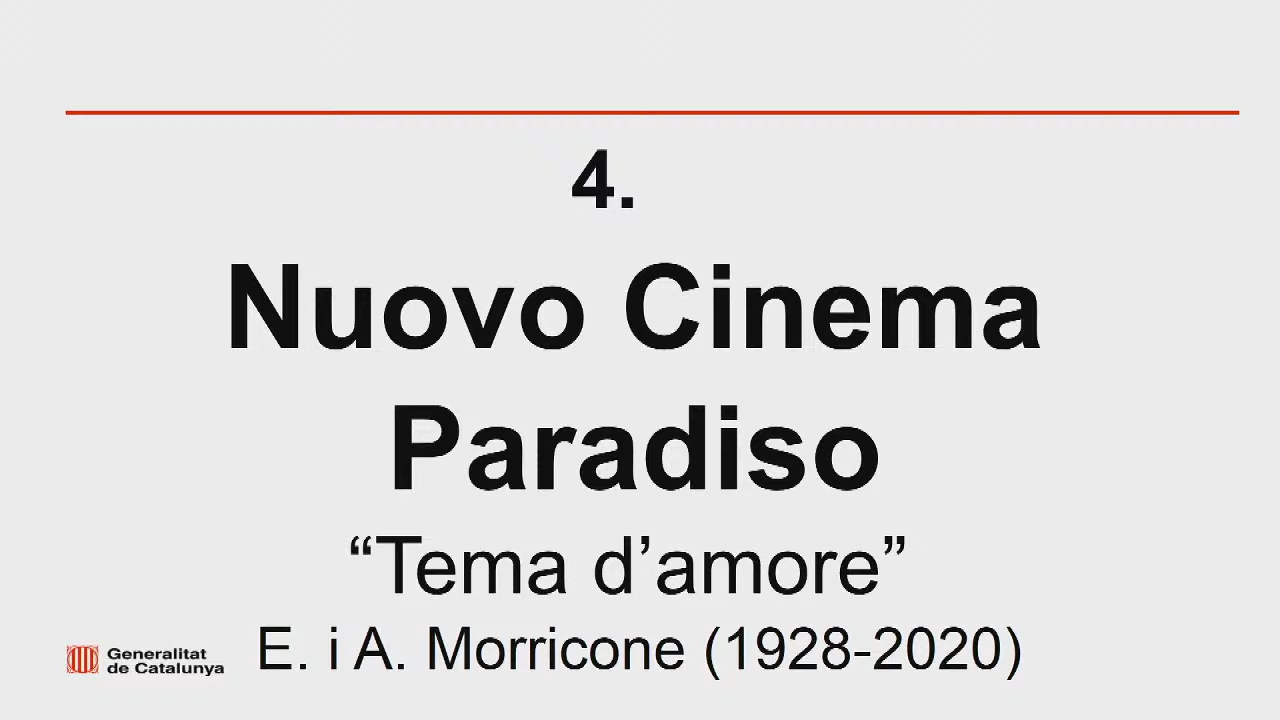 4.
Nuovo Cinema
Paradiso
“Tema d’amore”
E. i A. Morricone (1928-2020)
Generalitat
de Catalunya